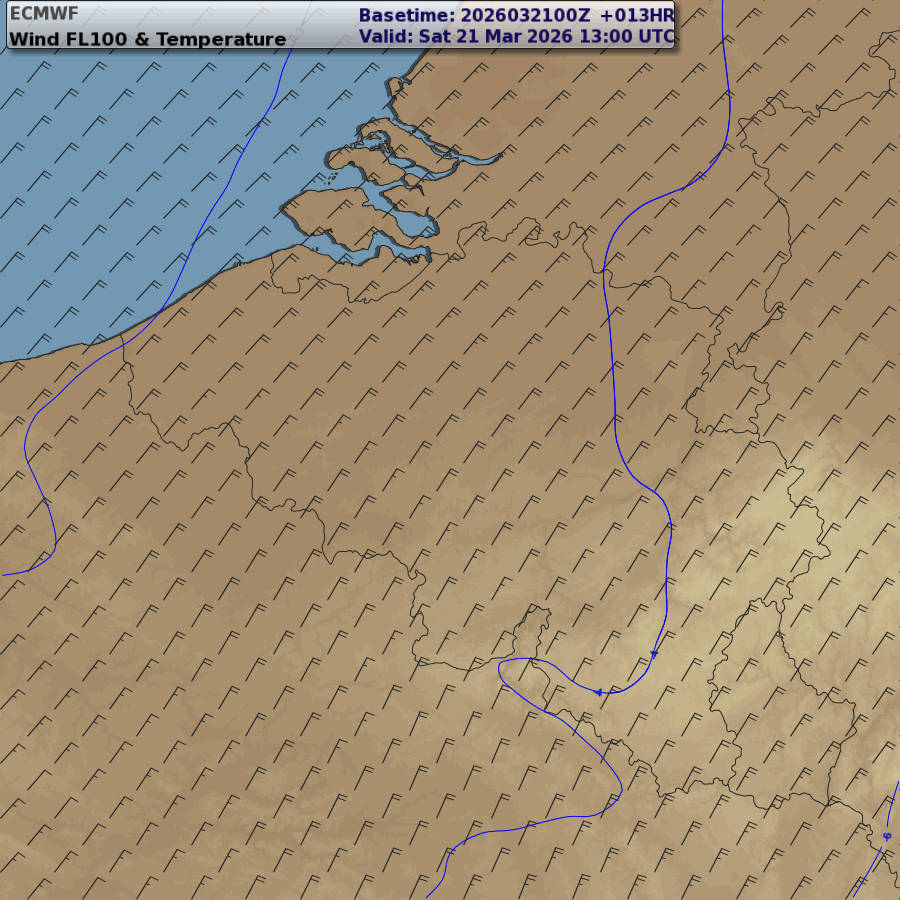 ECMWF
Basetime: 2026032100Z +013HR
Wind FL100 & Temperature
Valid: Sat 21 Mar 2026 13:00 UTC